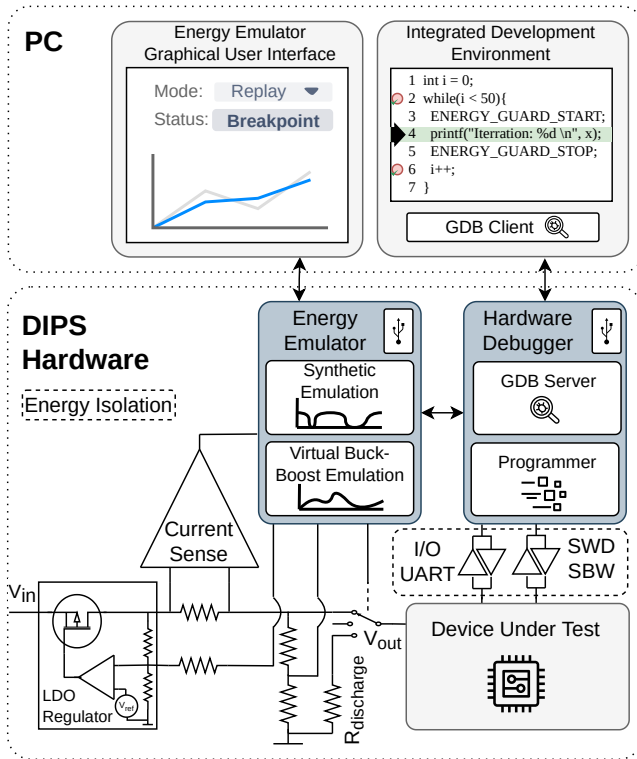 PC
Energy Emulator
Graphical User Interface
Mode: Replay
Status: Breakpoint
Integrated Development
Environment
1 int i = 0;
2 while(i < 50){
3 ENERGY_GUARD_START;
4 printf("Iterration: %d \n", x);
5 ENERGY_GUARD_STOP;
6 i++;
7 }
GDB Client
DIPS
Hardware
Energy Isolation
Energy
Emulator
Synthetic
Emulation
Virtual Buck-
Boost Emulation
Hardware
Debugger
GDB Server
Programmer
Current
Sense
I/O
UART
SWD
SBW
Vin
LDO
Regulator
Vref
Vout
Rdischarge
Device Under Test